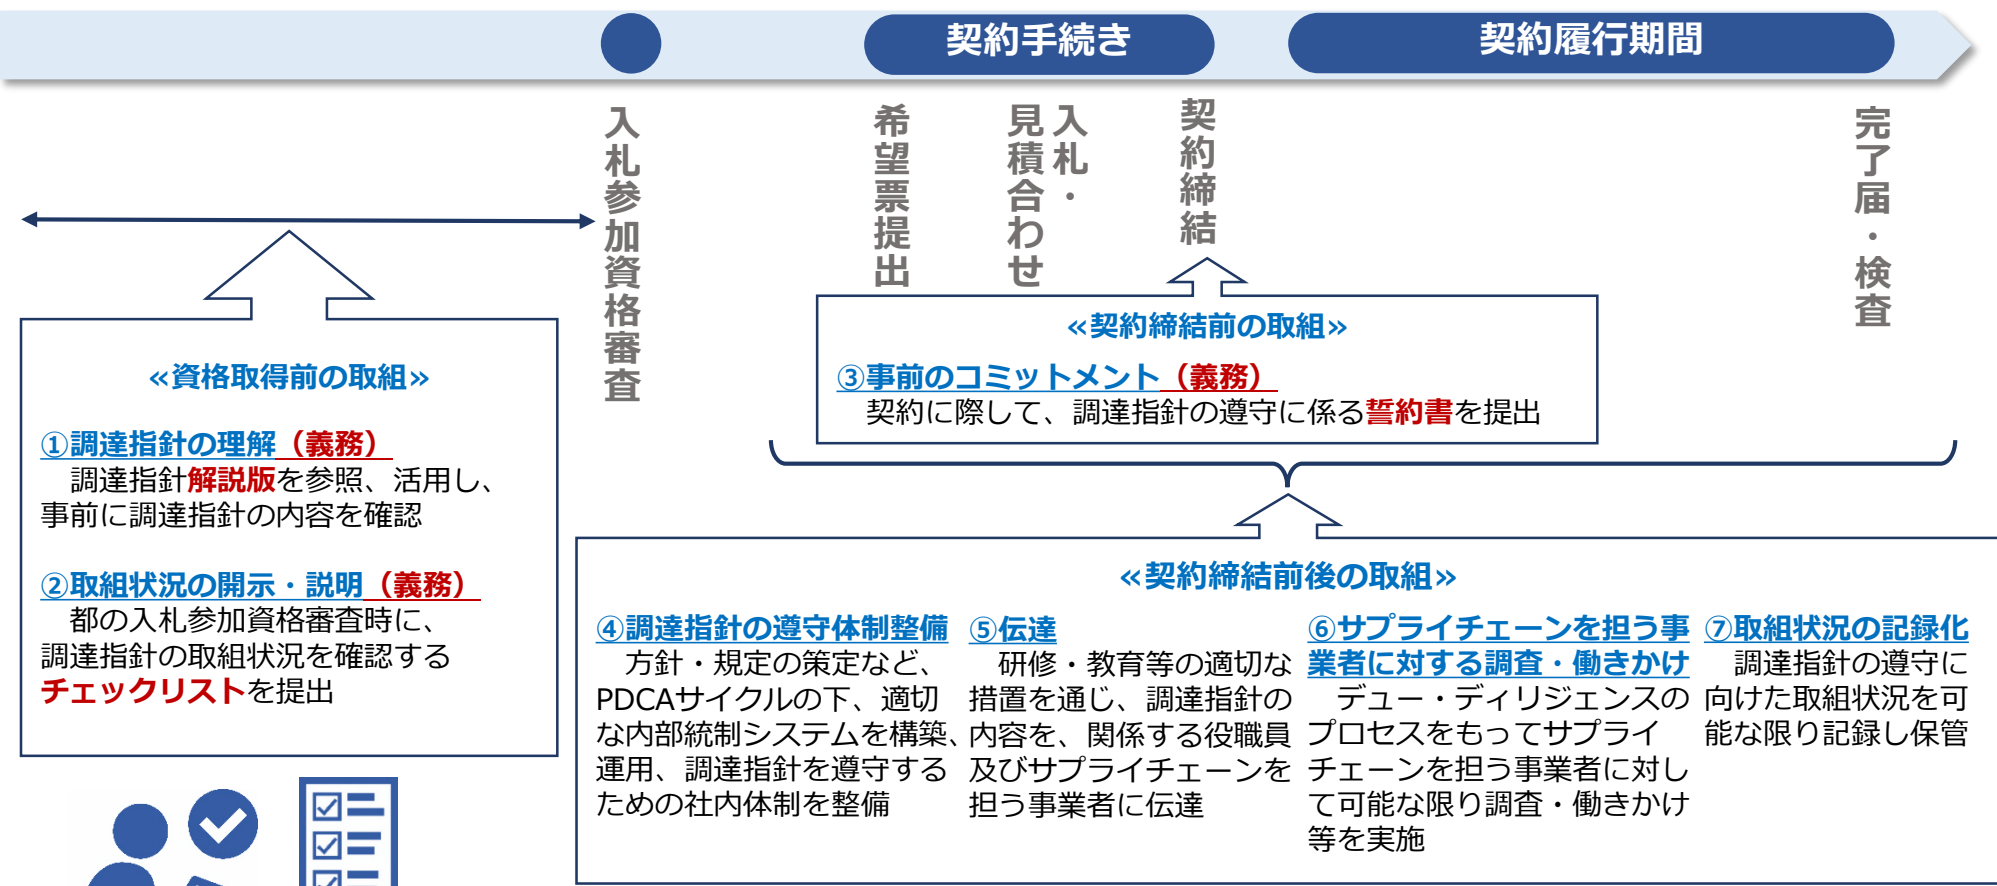 契約手続き
契約履行期間
入札参加資格審査
希望票提出
入札・
見積合わせ
契約締結
完了届・検査
«資格取得前の取組»
①調達指針の理解（義務）
調達指針解説版を参照、活用し、
事前に調達指針の内容を確認
②取組状況の開示・説明（義務）
都の入札参加資格審査時に、
調達指針の取組状況を確認する
チェックリストを提出
«契約締結前の取組»
③事前のコミットメント（義務）
契約に際して、調達指針の遵守に係る誓約書を提出
«契約締結前後の取組»
④調達指針の遵守体制整備
方針・規定の策定など、
PDCAサイクルの下、適切
な内部統制システムを構築、
運用、調達指針を遵守する
ための社内体制を整備
⑤伝達
研修・教育等の適切な
措置を通じ、調達指針の
内容を、関係する役職員
及びサプライチェーンを
担う事業者に伝達
⑥サプライチェーンを担う事
業者に対する調査・働きかけ
デュー・ディリジェンスの
プロセスをもってサプライ
チェーンを担う事業者に対し
て可能な限り調査・働きかけ
等を実施
⑦取組状況の記録化
調達指針の遵守に
向けた取組状況を可
能な限り記録し保管